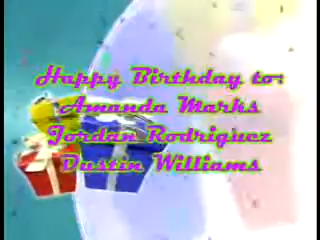 Happy Birthday to:
Amanda Marks
Jordan Rodriguez
Dustin Williams